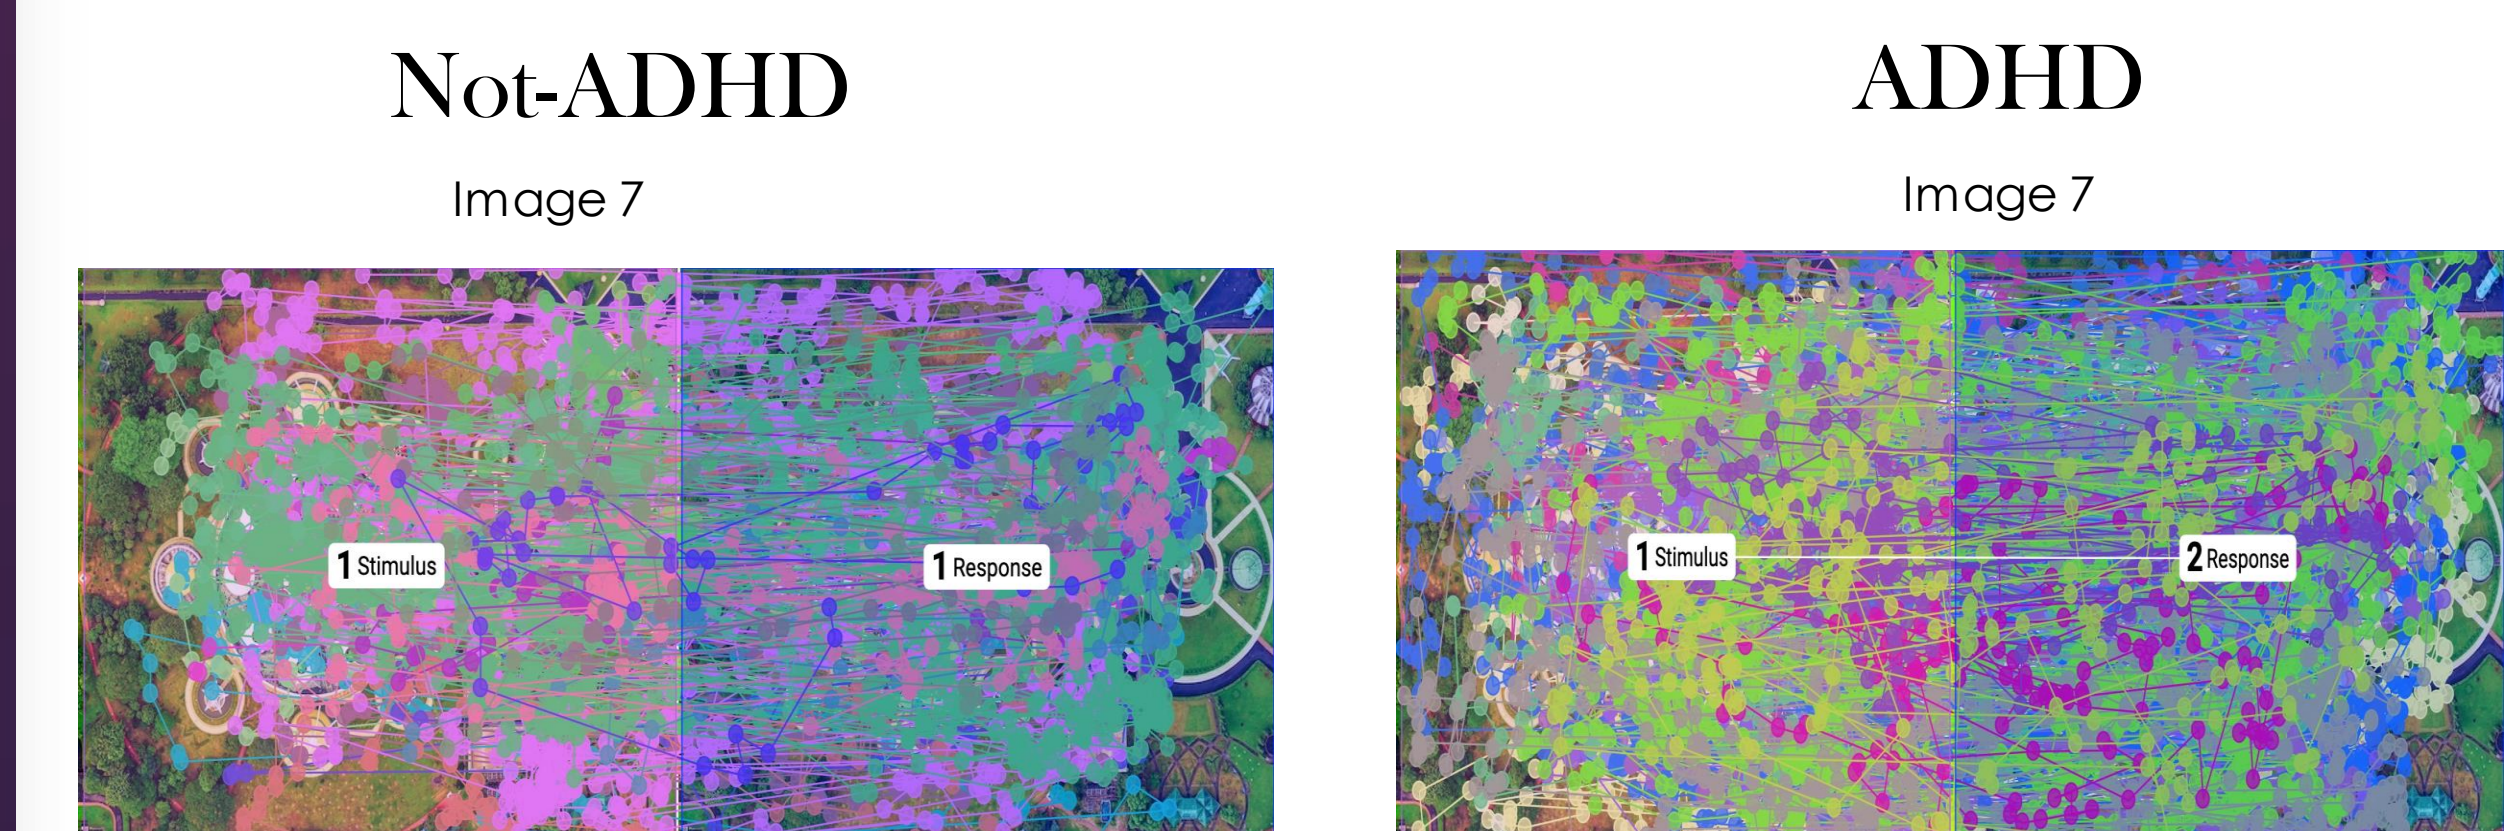 Not-ADHD
Image 7
1 Stimulus
1 Response
ADHD
Image 7
1 Stimulus
2 Response